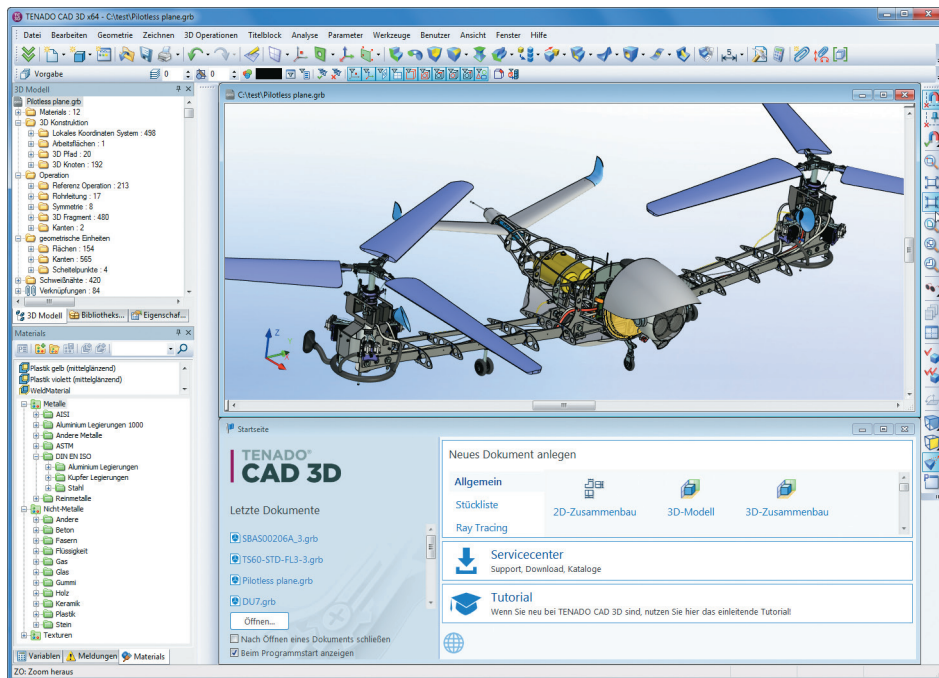 TENADO CAD 3D x64 - C:\test\Pilotless plane.grb
Datei Bearbeiten Geometrie Zeichnen 3D Operationen Titelblock Analyse Parameter Werkzeuge Benutzer Ansicht Fenster Hilfe
Vorgabe 0 0
3D Modell
Pilotless plane.grb
Materials : 12
3D Konstruktion
Lokales Koordinaten System : 498
Arbeitsflächen : 1
3D Pfad : 20
3D Knoten : 192
Operation
Referenz Operation : 213
Rohrleitung : 17
Symmetrie : 8
3D Fragment : 480
Kanten : 2
geometrische Einheiten
Flächen : 154
Kanten : 565
Scheitelpunkte : 4
Schweißnähte : 420
Verknüpfungen : 84
3D Modell Bibliotheks... Eigenschaf...
Materials
Plastik gelb (mittelglänzend)
Plastik violett (mittelglänzend)
WeldMaterial
Metalle
AISI
Aluminium Legierungen 1000
Andere Metalle
ASTM
DIN EN ISO
Aluminium Legierungen
Kupfer Legierungen
Stahl
Reinmetalle
Nicht-Metalle
Andere
Beton
Fasern
Flüssigkeit
Gas
Glas
Gummi
Holz
Keramik
Plastik
Stein
Texturen
Variablen Meldungen Materials
ZO: Zoom heraus
C:\test\Pilotless plane.grb
Z
Startseite
TENADO®
CAD 3D
Letzte Dokumente
SBAS00206A_3.grb
TS60-STD-FL3-3.grb
Pilotless plane.grb
DU7.grb
Öffnen...
Nach Öffnen eines Dokuments schließen
Beim Programmstart anzeigen
Neues Dokument anlegen
Allgemein
Stückliste
Ray Tracing
2D-Zusammenbau 3D-Modell 3D-Zusammenbau
Servicecenter
Support, Download, Kataloge
Tutorial
Wenn Sie neu bei TENADO CAD 3D sind, nutzen Sie hier das einleitende Tutorial!